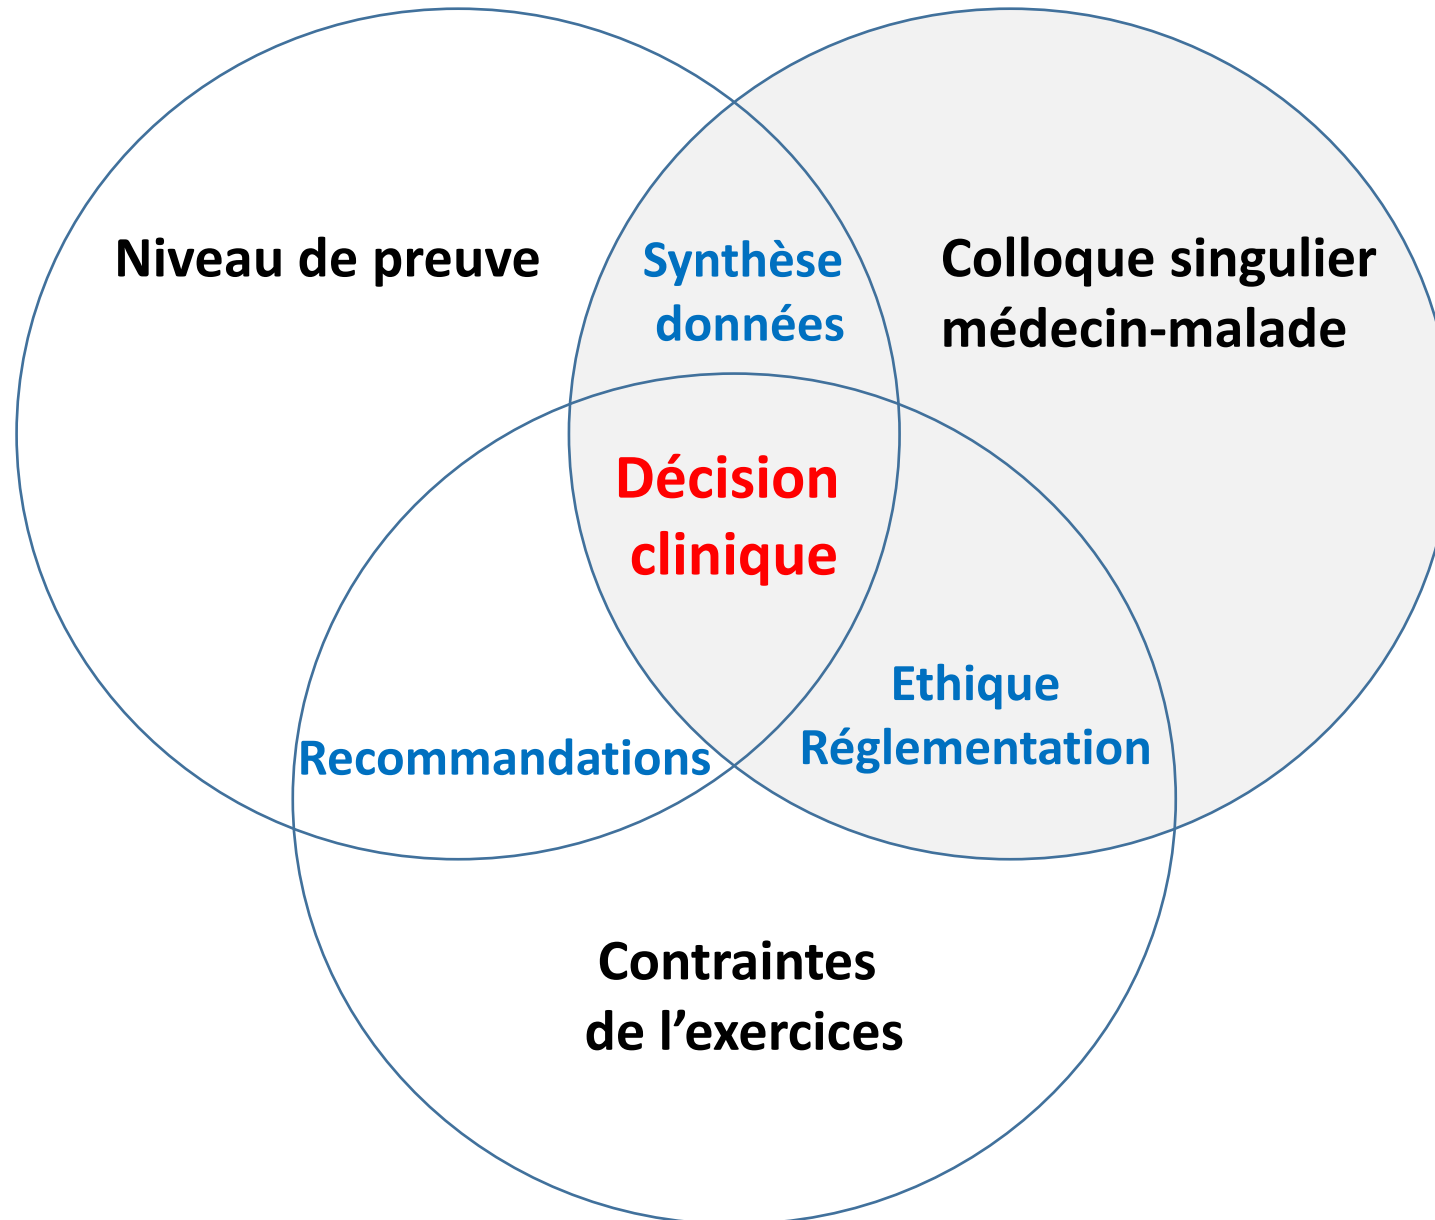 Niveau de preuve
Synthèse
données
Colloque singulier
médecin-malade
Décision
clinique
Ethique
Réglementation
Recommandations
Contraintes
de l’exercices